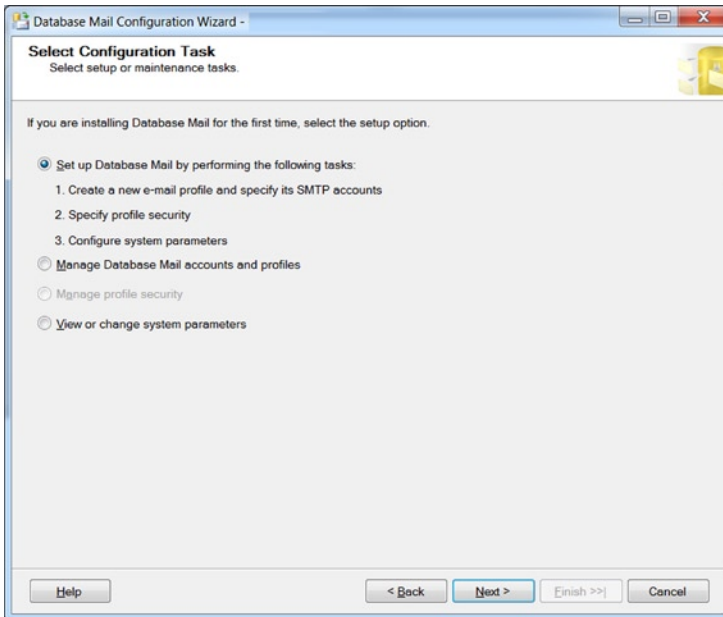 Database Mail Configuration Wizard -
Select Configuration Task
Select setup or maintenance tasks.
If you are installing Database Mail for the first time, select the setup option.
Set up Database Mail by performing the following tasks:
1. Create a new e-mail profile and specify its SMTP accounts
2. Specify profile security
3. Configure system parameters
Manage Database Mail accounts and profiles
Manage profile security
View or change system parameters
Help < Back Next > Finish >>| Cancel